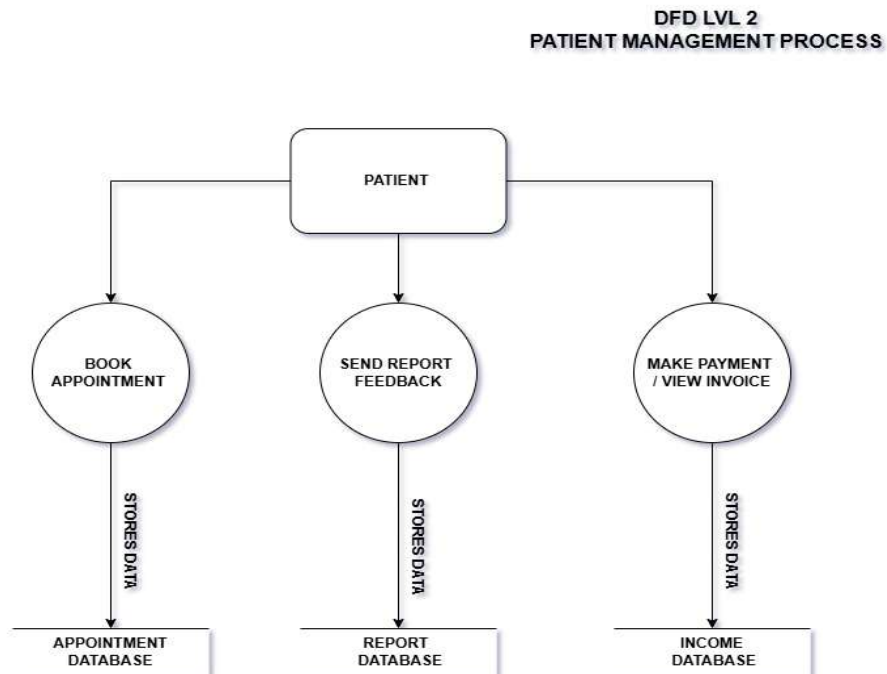 DFD LVL 2
PATIENT MANAGEMENT PROCESS
PATIENT
BOOK
APPOINTMENT
SEND REPORT
FEEDBACK
MAKE PAYMENT
/ VIEW INVOICE
STORES DATA
STORES DATA
STORES DATA
APPOINTMENT
DATABASE
REPORT
DATABASE
INCOME
DATABASE